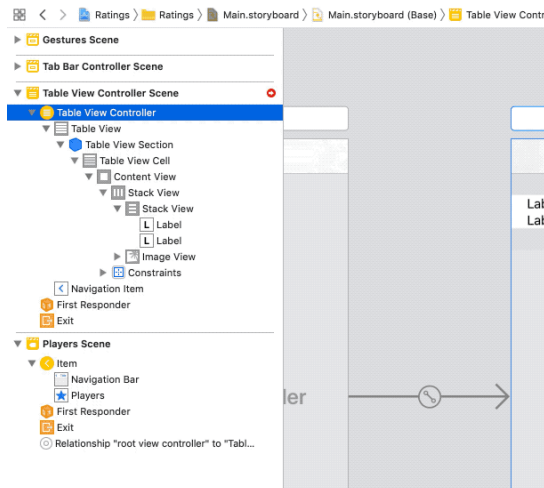 Ratings Ratings Main.storyboard Main.storyboard (Base) Table View Contr
Gestures Scene
Tab Bar Controller Scene
Table View Controller Scene
Table View Controller
Table View
Table View Section
Table View Cell
Content View
Stack View
Stack View
L Label
L Label
Image View
Constraints
Navigation Item
First Responder
Exit
Players Scene
Item
Navigation Bar
Players
First Responder
Exit
Relationship "root view controller" to "Tabl...
Lab
Lab
ller